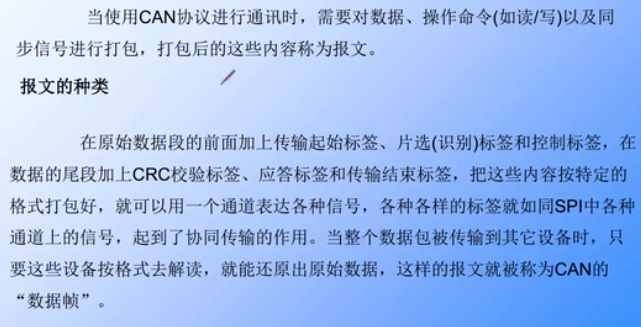 当使用CAN协议进行通讯时，需要对数据、操作命令(如读/写)以及同
步信号进行打包，打包后的这些内容称为报文。
报文的种类
在原始数据段的前面加上传输起始标签、片选(识别)标签和控制标签，在
数据的尾段加上CRC校验标签、应答标签和传输结束标签，把这些内容按特定的
格式打包好，就可以用一个通道表达各种信号，各种各样的标签就如同SPI中各种
通道上的信号，起到了协同传输的作用。当整个数据包被传输到其它设备时，只
要这些设备按格式去解读，就能还原出原始数据，这样的报文就被称为CAN的
“数据帧”。